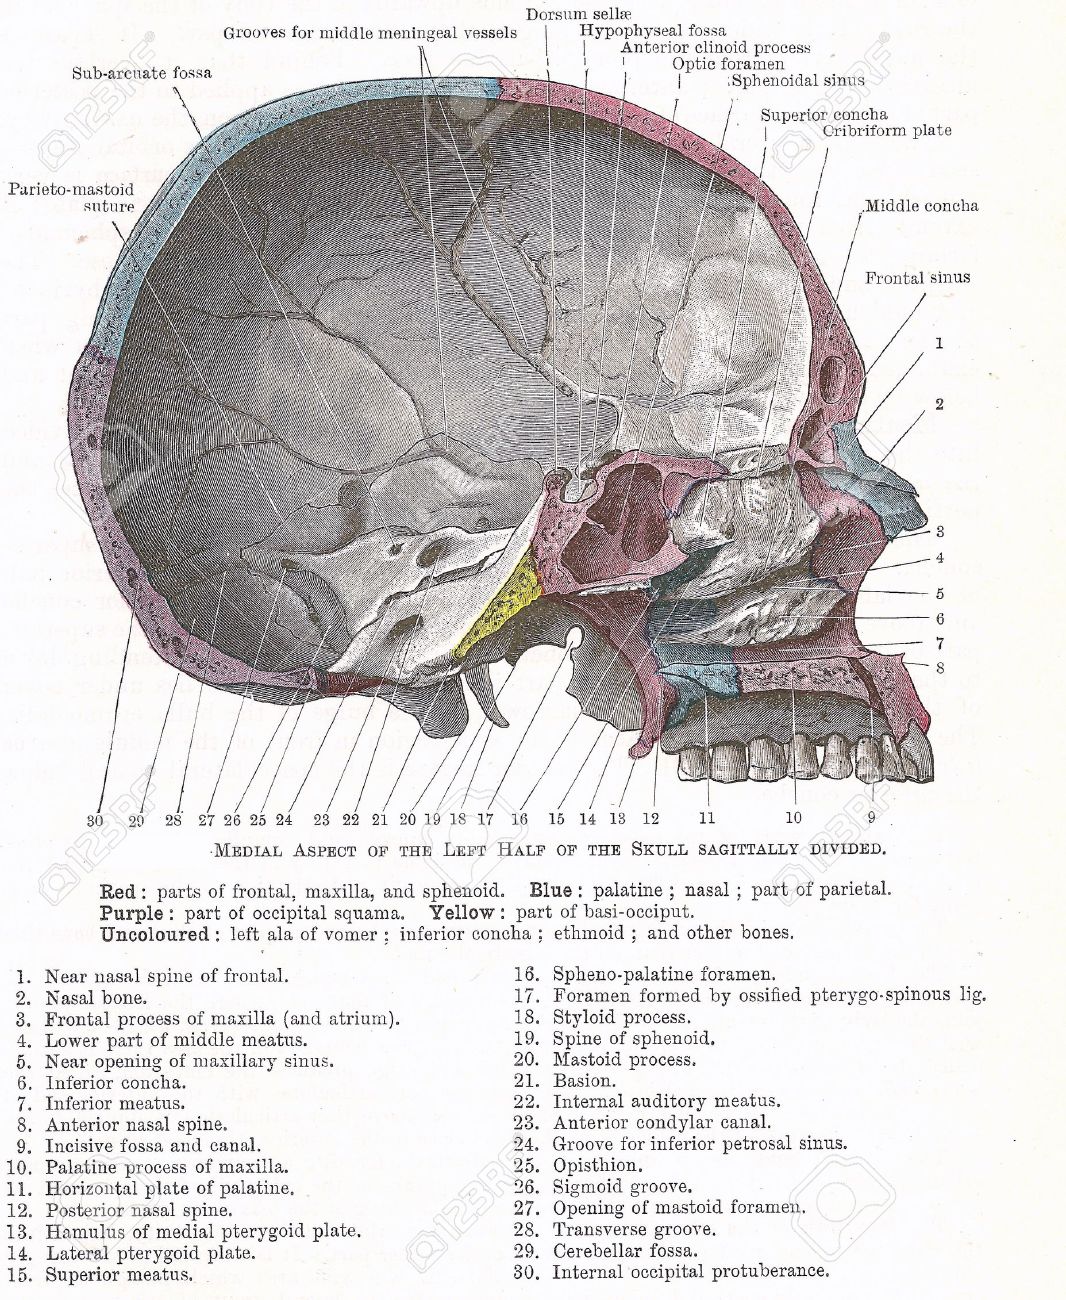 Dorsum sellæ
Grooves for middle meningeal vessels
Hypophyseal fossa
Anterior clinoid process
Optic foramen
Sphenoidal sinus
Sub-arcuate fossa
Superior concha
Cribriform plate
Parieto-mastoid
suture
Middle concha
Frontal sinus
1
2
3
4
5
6
7
8
30 29 28 27 26 25 24 23 22 21 20 19 18 17 16 15 14 13 12 11 10 9
MEDIAL ASPECT OF THE LEFT HALF OF THE SKULL SAGITTALLY DIVIDED.
Red: parts of frontal, maxilla, and sphenoid. Blue: palatine; nasal; part of parietal.
Purple: part of occipital squama. Yellow: part of basi-occiput.
Uncoloured: left ala of vomer; inferior concha; ethmoid; and other bones.
1. Near nasal spine of frontal.
2. Nasal bone.
3. Frontal process of maxilla (and atrium).
4. Lower part of middle meatus.
5. Near opening of maxillary sinus.
6. Inferior concha.
7. Inferior meatus.
8. Anterior nasal spine.
9. Incisive fossa and canal.
10. Palatine process of maxilla.
11. Horizontal plate of palatine.
12. Posterior nasal spine.
13. Hamulus of medial pterygoid plate.
14. Lateral pterygoid plate.
15. Superior meatus.
16. Spheno-palatine foramen.
17. Foramen formed by ossified pterygo-spinous lig.
18. Styloid process.
19. Spine of sphenoid.
20. Mastoid process.
21. Basion.
22. Internal auditory meatus.
23. Anterior condylar canal.
24. Groove for inferior petrosal sinus.
25. Opisthion.
26. Sigmoid groove.
27. Opening of mastoid foramen.
28. Transverse groove.
29. Cerebellar fossa.
30. Internal occipital protuberance.
123RF